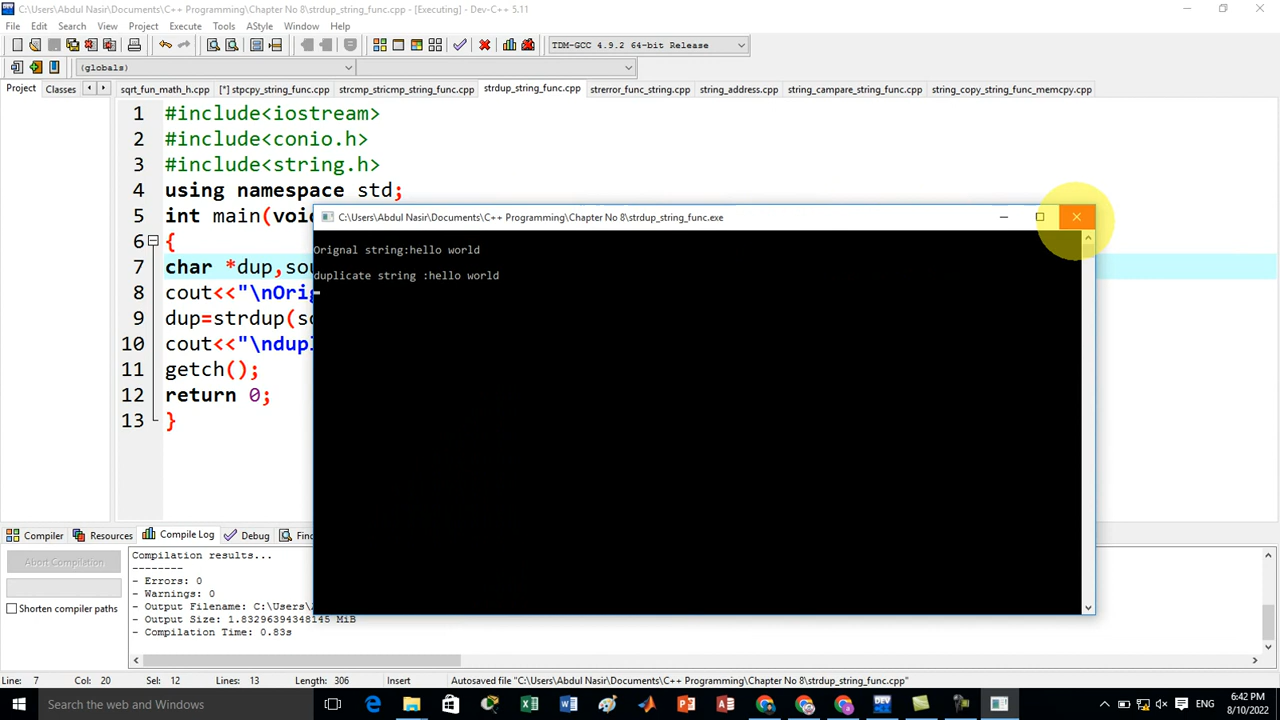 C:\Users\Abdul Nasir\Documents\C++ Programming\Chapter No 8\strdup_string_func.cpp - [Executing] - Dev-C++ 5.11
File Edit Search View Project Execute Tools AStyle Window Help
TDM-GCC 4.9.2 64-bit Release
(globals)
Project Classes sqrt_fun_math_h.cpp [*] stpcpy_string_func.cpp strcmp_stricmp_string_func.cpp strdup_string_func.cpp strerror_func_string.cpp string_address.cpp string_campare_string_func.cpp string_copy_string_func_memcpy.cpp
1 #include<iostream>
2 #include<conio.h>
3 #include<string.h>
4 using namespace std;
5 int main(voi
6 {
7 char *dup,sou
8 cout<<"\nOrig
9 dup=strdup(so
10 cout<<"\ndupl
11 getch();
12 return 0;
13 }
C:\Users\Abdul Nasir\Documents\C++ Programming\Chapter No 8\strdup_string_func.exe
Orignal string:hello world
duplicate string :hello world
Compiler Resources Compile Log Debug Fin
Abort Compilation
Shorten compiler paths
Compilation results...
--------
- Errors: 0
- Warnings: 0
- Output Filename: C:\Users\
- Output Size: 1.83296394348145 MiB
- Compilation Time: 0.83s
Line: 7 Col: 20 Sel: 12 Lines: 13 Length: 306 Insert Autosaved file "C:\Users\Abdul Nasir\Documents\C++ Programming\Chapter No 8\strdup_string_func.cpp"
Search the web and Windows
ENG
6:42 PM
8/10/2022